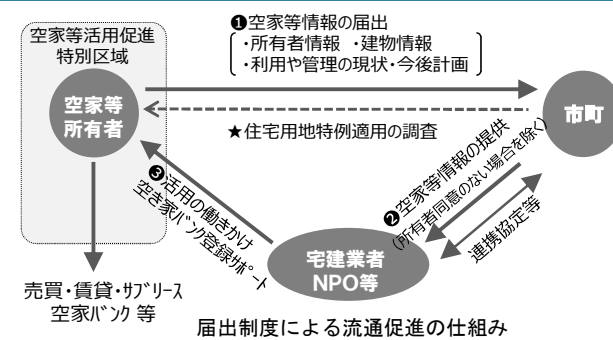 ❶空家等情報の届出
・所有者情報 ・建物情報
・利用や管理の現状・今後計画
空家等活用促進
特別区域
空家等
所有者
市町
★住宅用地特例適用の調査
❷空家等情報の提供
(所有者同意のない場合を除く)
連携協定等
❸活用の働きかけ
空き家バンク登録サポート
宅建業者
NPO等
売買・賃貸・サブリース
空家バンク 等
届出制度による流通促進の仕組み